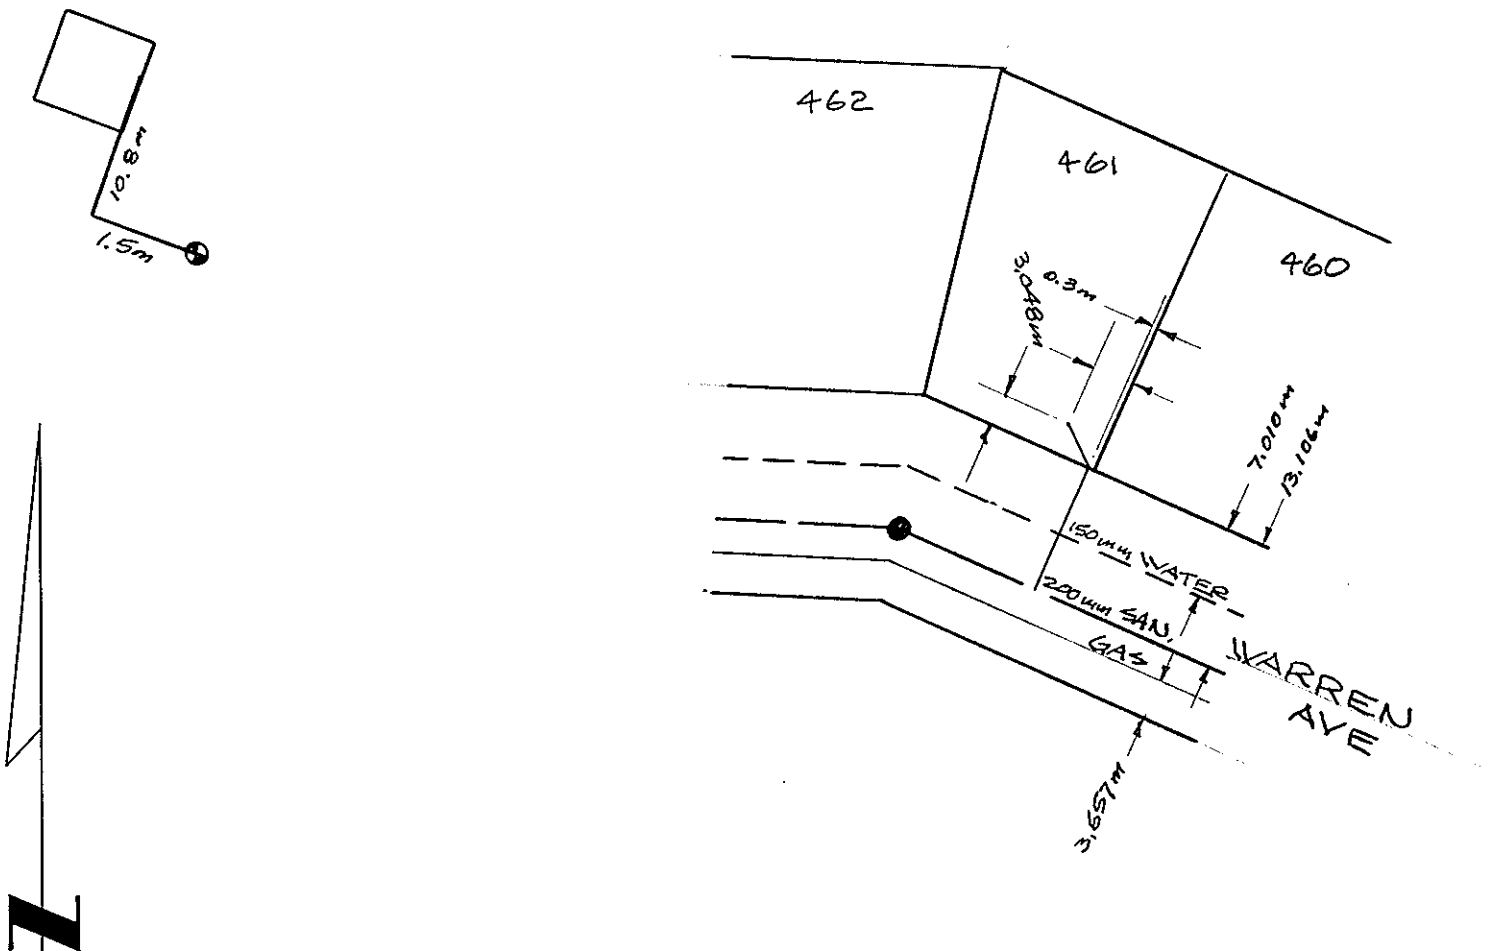 10.8m
1.5m
462
461
460
0.3m
3.048m
7.010m
13.106m
150mm WATER
200mm SAN.
GAS
WARREN
AVE
3.657m
N